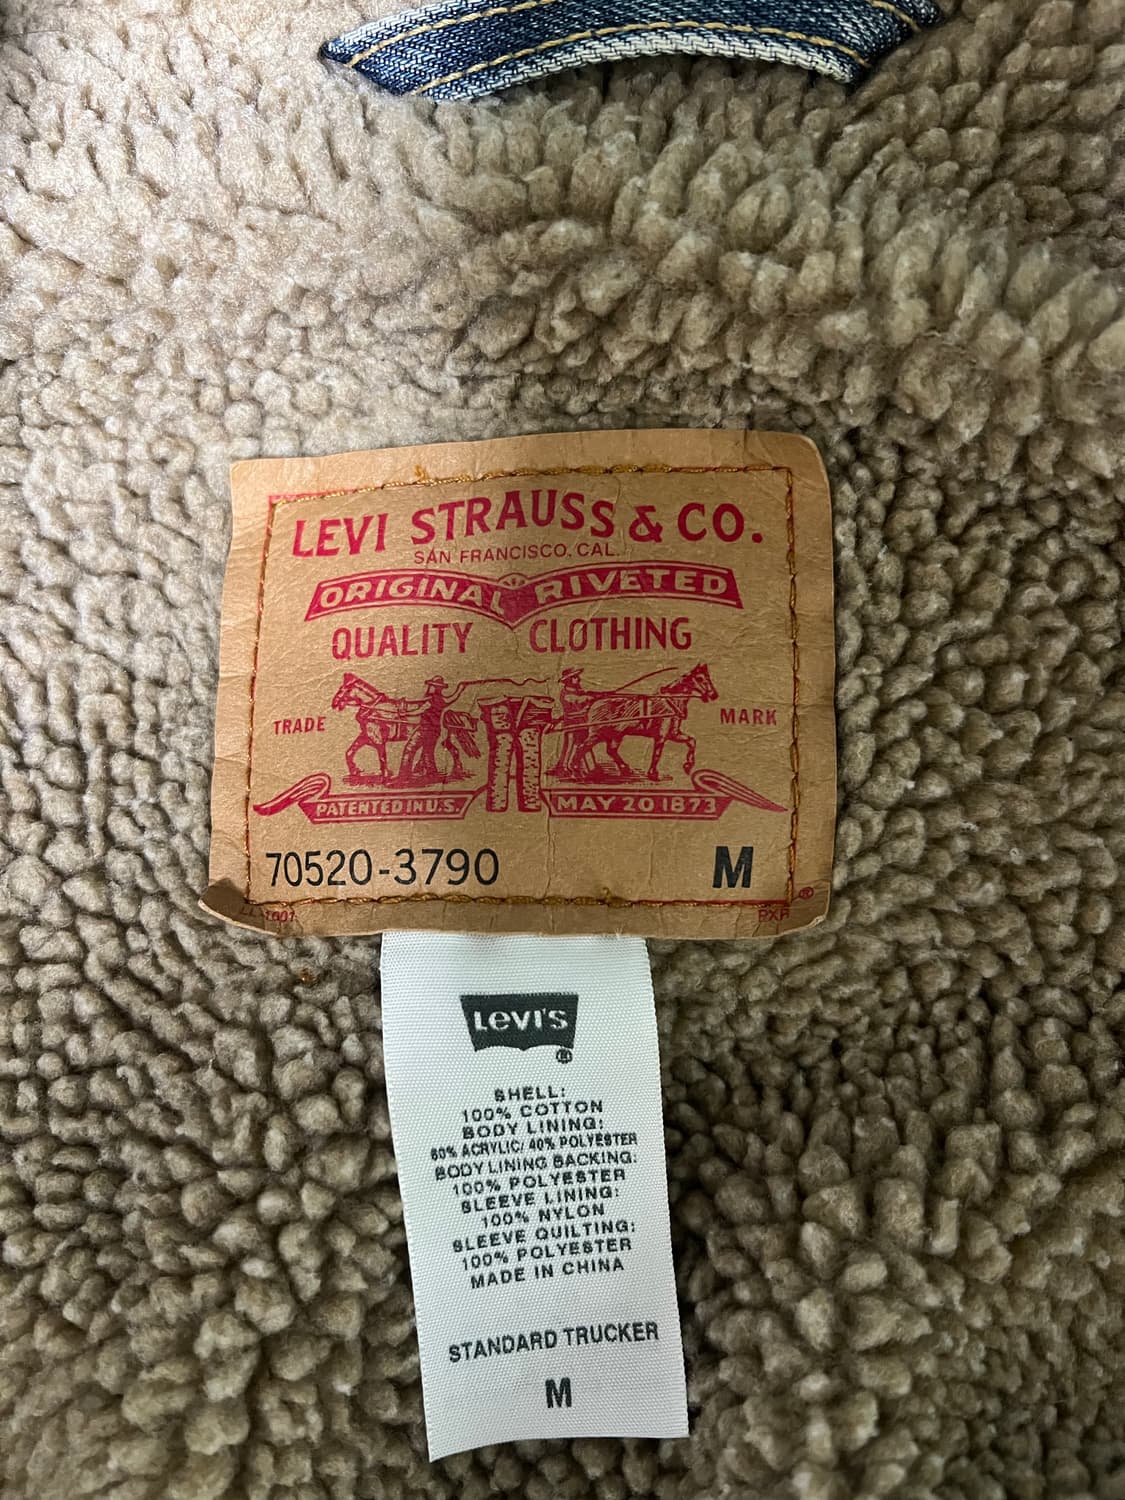 LEVI STRAUSS & CO.
SAN FRANCISCO, CAL.
ORIGINAL RIVETED
QUALITY CLOTHING
TRADE MARK
PATENTED IN U.S. MAY 20 1873
70520-3790 M
PXR ®
LEVI'S
®
SHELL:
100% COTTON
BODY LINING:
60% ACRYLIC/ 40% POLYESTER
BODY LINING BACKING:
100% POLYESTER
SLEEVE LINING:
100% NYLON
SLEEVE QUILTING:
100% POLYESTER
MADE IN CHINA
STANDARD TRUCKER
M